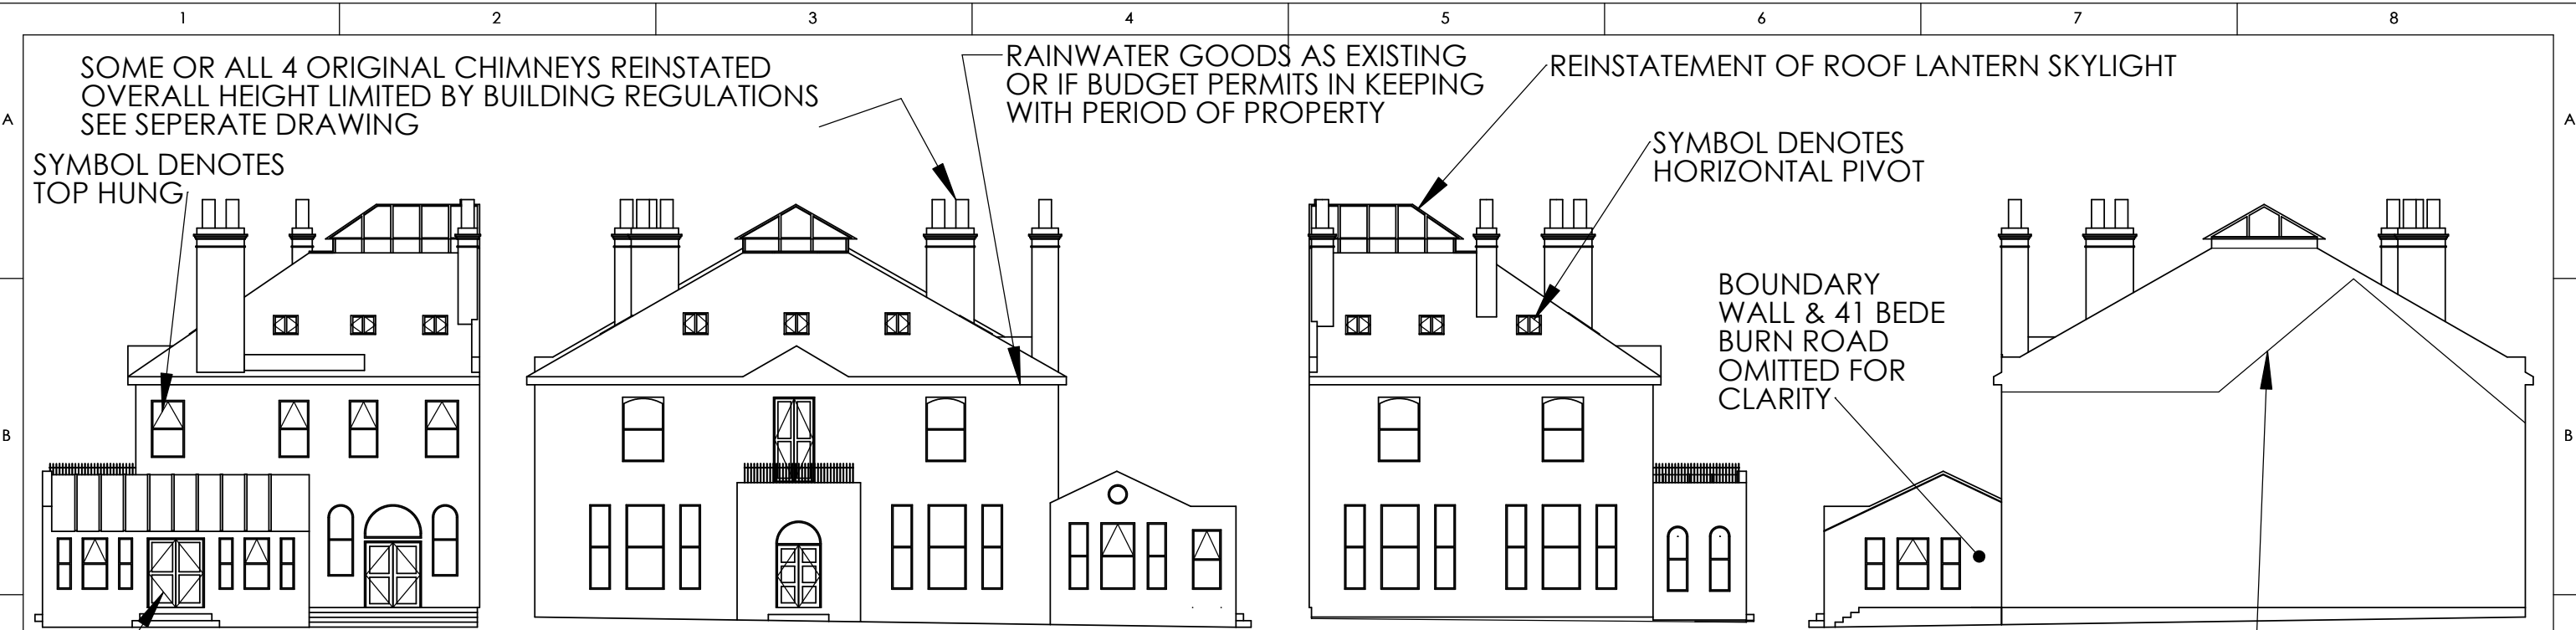 1 2 3 4 5 6 7 8
SOME OR ALL 4 ORIGINAL CHIMNEYS REINSTATED
OVERALL HEIGHT LIMITED BY BUILDING REGULATIONS
SEE SEPERATE DRAWING
RAINWATER GOODS AS EXISTING
OR IF BUDGET PERMITS IN KEEPING
WITH PERIOD OF PROPERTY
REINSTATEMENT OF ROOF LANTERN SKYLIGHT
A
A
SYMBOL DENOTES
TOP HUNG
SYMBOL DENOTES
HORIZONTAL PIVOT
BOUNDARY
WALL & 41 BEDE
BURN ROAD
OMITTED FOR
CLARITY
B
B